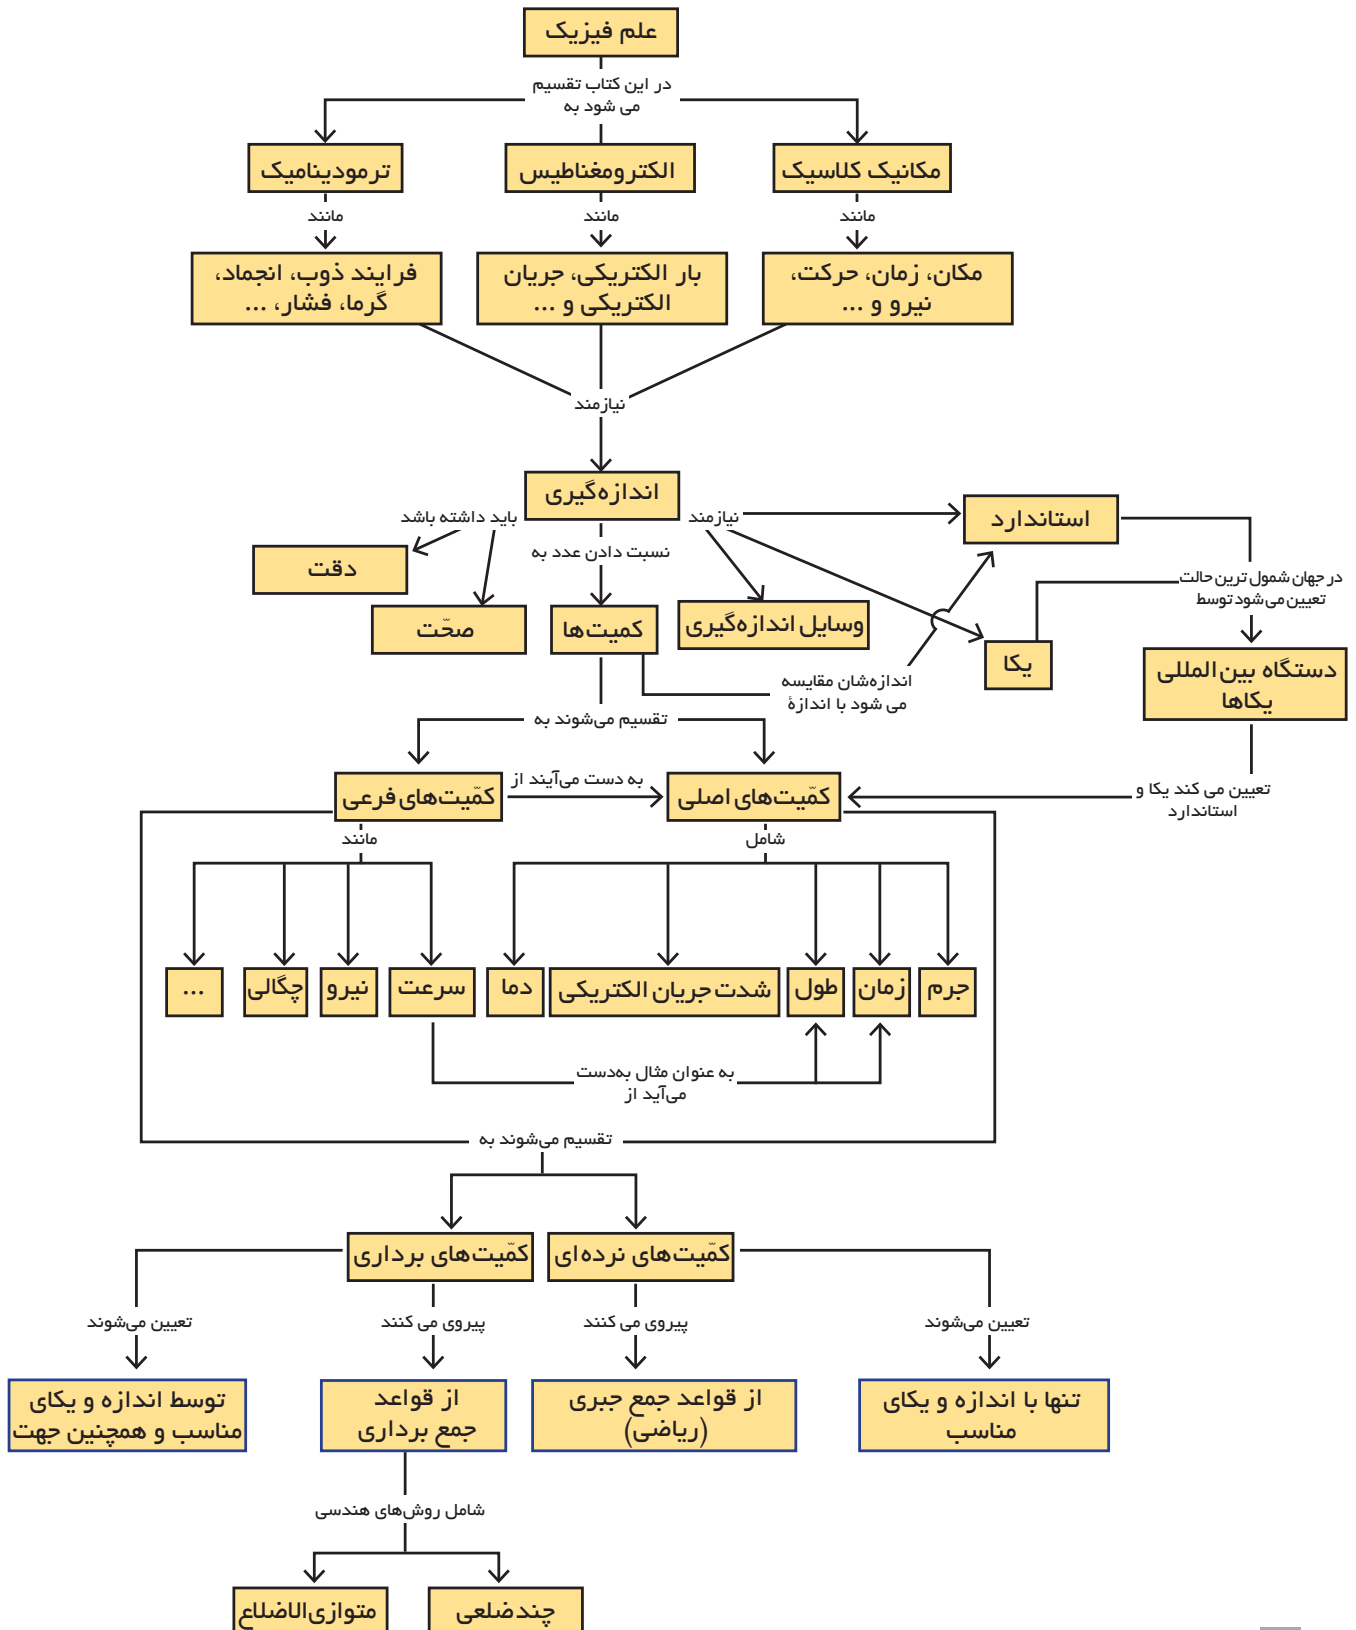 علم فیزیک
در این کتاب تقسیم
می شود به
مکانیک کلاسیک
الکترومغناطیس
ترمودینامیک
مانند
مانند
مانند
مکان، زمان، حرکت،
نیرو و ...
بار الکتریکی، جریان
الکتریکی و ...
فرایند ذوب، انجماد،
گرما، فشار، ...
نیازمند
اندازه‌گیری
استاندارد
نیازمند
باید داشته باشد
نسبت دادن عدد به
دقت
صحّت
کمیت‌ها
وسایل اندازه‌گیری
یکا
در جهان شمول ترین حالت
تعیین می‌شود توسط
دستگاه بین‌المللی
یکاها
اندازه‌شان مقایسه
می شود با اندازهٔ
تقسیم می‌شوند به
کمّیت‌های اصلی
به دست می‌آیند از
کمّیت‌های فرعی
تعیین می کند یکا و
استاندارد
شامل
مانند
جرم
زمان
طول
شدت جریان الکتریکی
دما
سرعت
نیرو
چگالی
...
به عنوان مثال به‌دست
می‌آید از
تقسیم می‌شوند به
کمّیت‌های نرده‌ای
کمّیت‌های برداری
تعیین می‌شوند
پیروی می کنند
پیروی می کنند
تعیین می‌شوند
تنها با اندازه و یکای
مناسب
از قواعد جمع جبری
(ریاضی)
از قواعد
جمع برداری
توسط اندازه و یکای
مناسب و همچنین جهت
شامل روش‌های هندسی
چندضلعی
متوازی‌الاضلاع